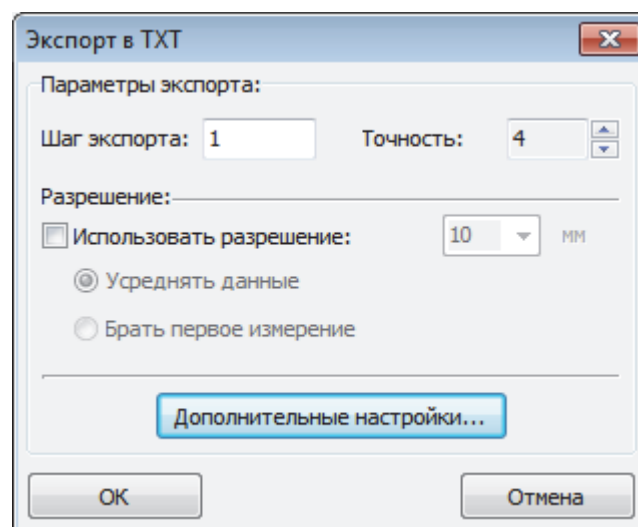 Экспорт в TXT
Параметры экспорта:
Шаг экспорта: 1 Точность: 4
Разрешение:
Использовать разрешение: 10 мм
Усреднять данные
Брать первое измерение
Дополнительные настройки...
ОК Отмена